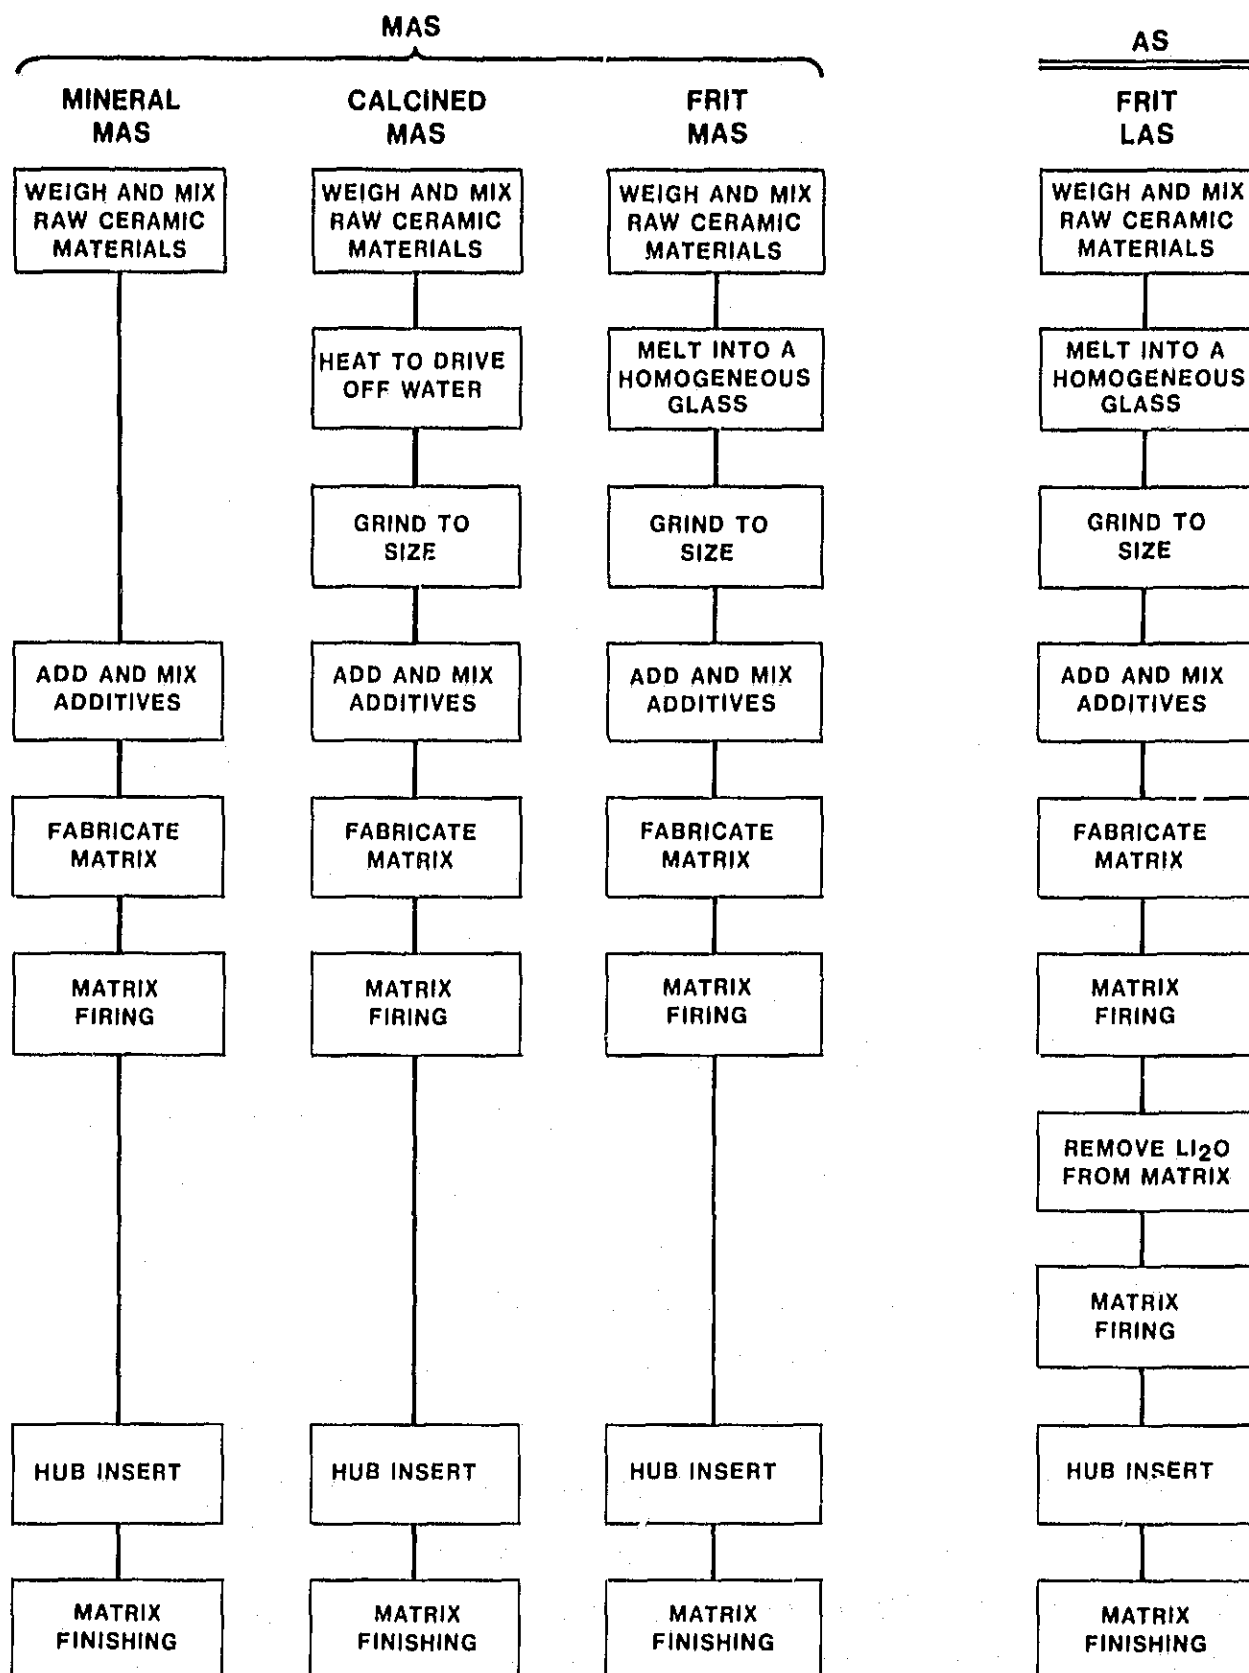 MAS
MINERAL
MAS
WEIGH AND MIX
RAW CERAMIC
MATERIALS
ADD AND MIX
ADDITIVES
FABRICATE
MATRIX
MATRIX
FIRING
HUB INSERT
MATRIX
FINISHING
CALCINED
MAS
WEIGH AND MIX
RAW CERAMIC
MATERIALS
HEAT TO DRIVE
OFF WATER
GRIND TO
SIZE
ADD AND MIX
ADDITIVES
FABRICATE
MATRIX
MATRIX
FIRING
HUB INSERT
MATRIX
FINISHING
FRIT
MAS
WEIGH AND MIX
RAW CERAMIC
MATERIALS
MELT INTO A
HOMOGENEOUS
GLASS
GRIND TO
SIZE
ADD AND MIX
ADDITIVES
FABRICATE
MATRIX
MATRIX
FIRING
HUB INSERT
MATRIX
FINISHING
AS
FRIT
LAS
WEIGH AND MIX
RAW CERAMIC
MATERIALS
MELT INTO A
HOMOGENEOUS
GLASS
GRIND TO
SIZE
ADD AND MIX
ADDITIVES
FABRICATE
MATRIX
MATRIX
FIRING
REMOVE LI₂O
FROM MATRIX
MATRIX
FIRING
HUB INSERT
MATRIX
FINISHING